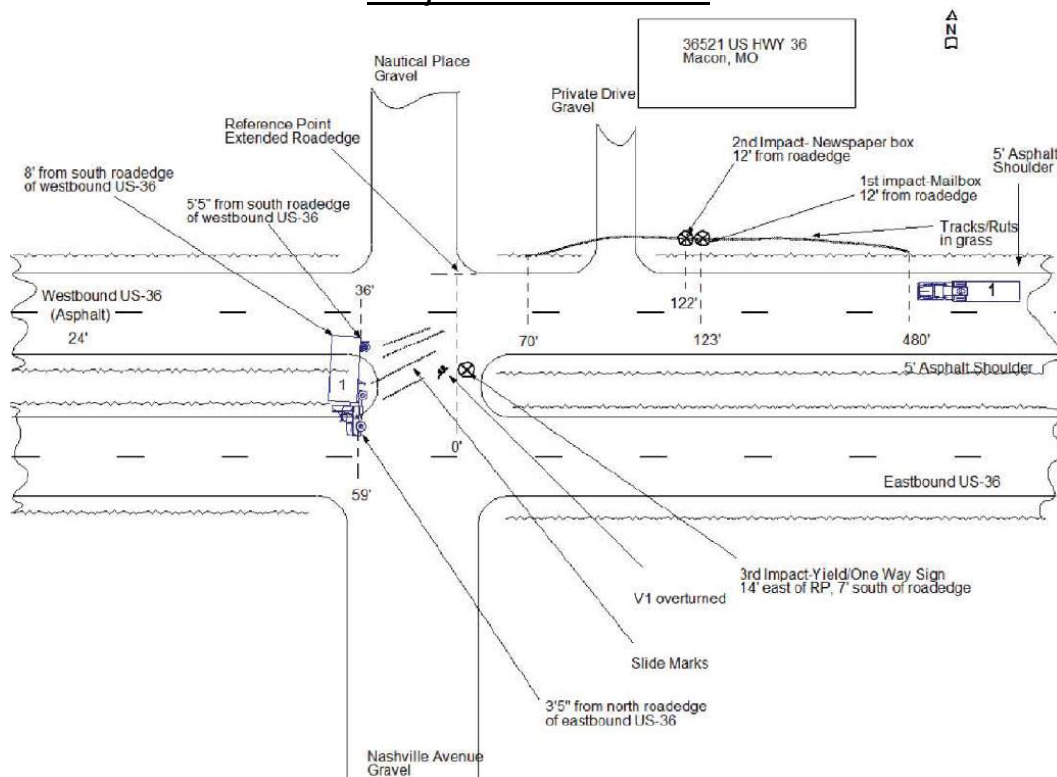 N
36521 US HWY 36
Macon, MO
Nautical Place
Gravel
Private Drive
Gravel
Reference Point
Extended Roadedge
2nd Impact- Newspaper box
12' from roadedge
5' Asphalt
Shoulder
8' from south roadedge
of westbound US-36
1st impact-Mailbox
12' from roadedge
5'5" from south roadedge
of westbound US-36
Tracks/Ruts
in grass
Westbound US-36
(Asphalt)
36'
122'
1
24'
70'
123'
480'
5' Asphalt Shoulder
1
0'
Eastbound US-36
59'
3rd Impact-Yield/One Way Sign
14' east of RP, 7' south of roadedge
V1 overturned
Slide Marks
3'5" from north roadedge
of eastbound US-36
Nashville Avenue
Gravel